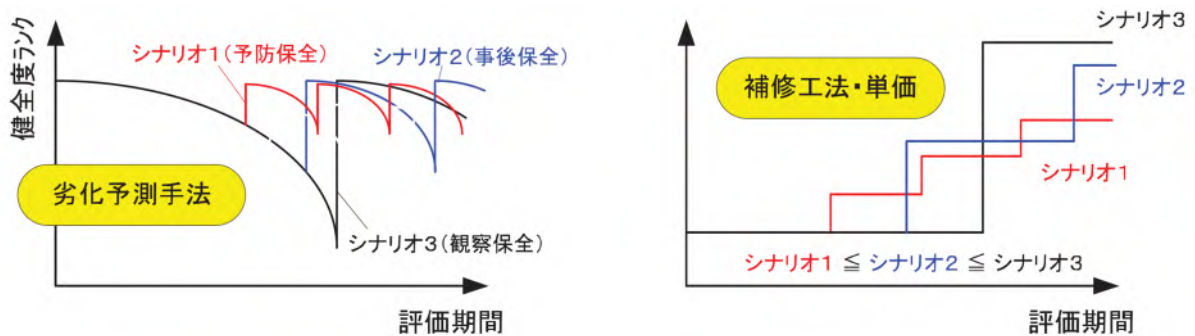 健全度ランク
シナリオ1(予防保全)
シナリオ2(事後保全)
劣化予測手法
シナリオ3(観察保全)
評価期間
シナリオ3
補修工法・単価
シナリオ2
シナリオ1
シナリオ1 ≦ シナリオ2 ≦ シナリオ3
評価期間